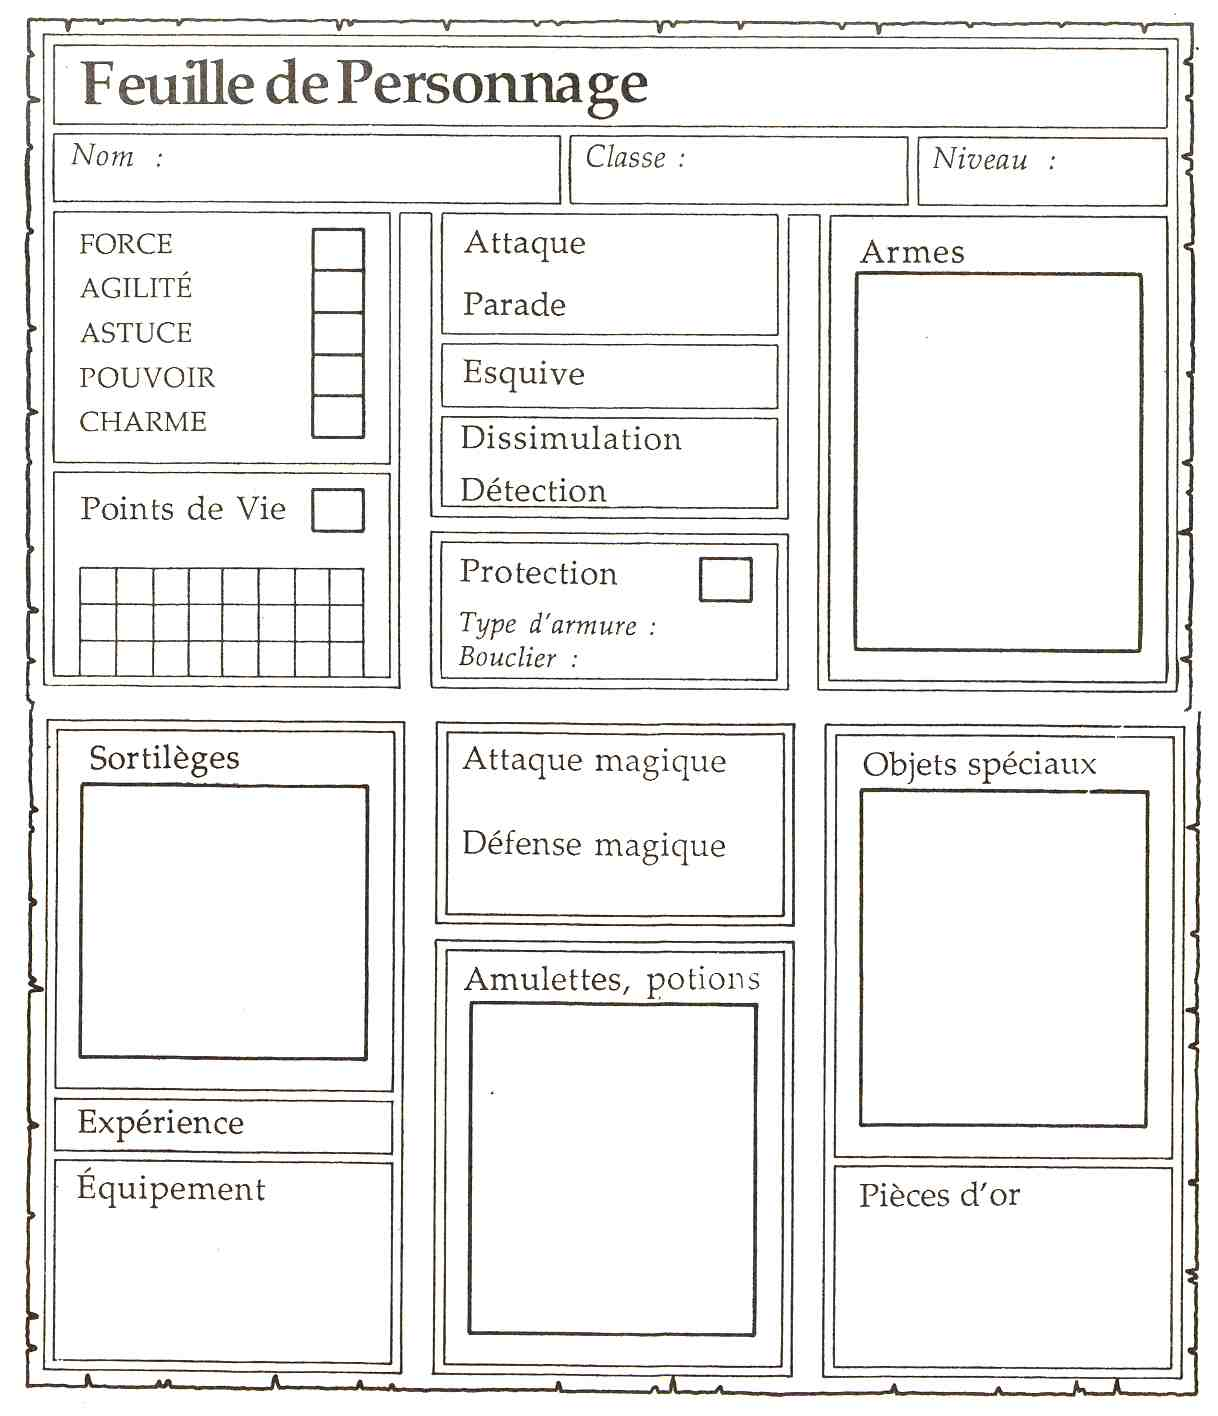 Feuille de Personnage
Nom :
Classe :
Niveau :
FORCE
AGILITÉ
ASTUCE
POUVOIR
CHARME
Points de Vie
Attaque
Parade
Esquive
Dissimulation
Détection
Protection
Type d'armure :
Bouclier :
Armes
Sortilèges
Expérience
Équipement
Attaque magique
Défense magique
Amulettes, potions
Objets spéciaux
Pièces d'or